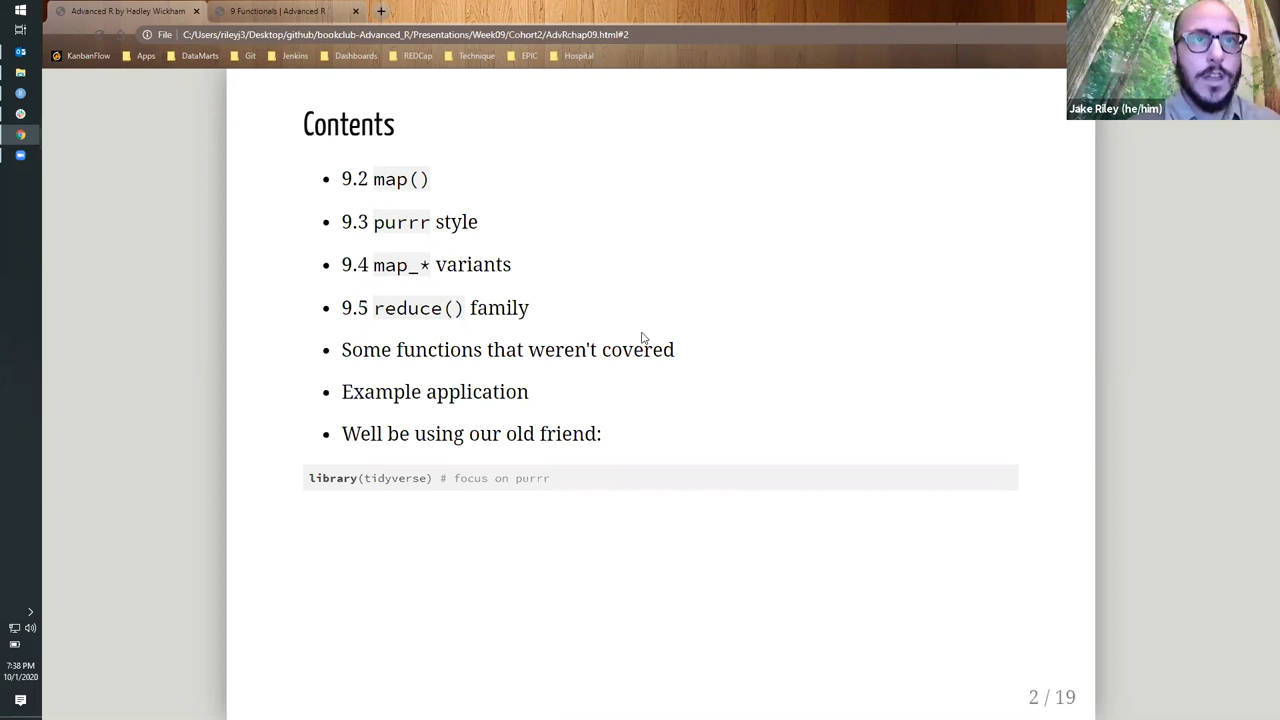 Advanced R by Hadley Wickham
9 Functionals | Advanced R
File
C:/Users/rileyj3/Desktop/github/bookclub-Advanced_R/Presentations/Week09/Cohort2/AdvRchap09.html#2
KanbanFlow Apps DataMarts Git Jenkins Dashboards REDCap Technique EPIC Hospital
Jake Riley (he/him)
Contents
• 9.2 map()
• 9.3 purrr style
• 9.4 map_* variants
• 9.5 reduce() family
• Some functions that weren't covered
• Example application
• Well be using our old friend:
library(tidyverse) # focus on purrr
7:38 PM
10/1/2020
2 / 19